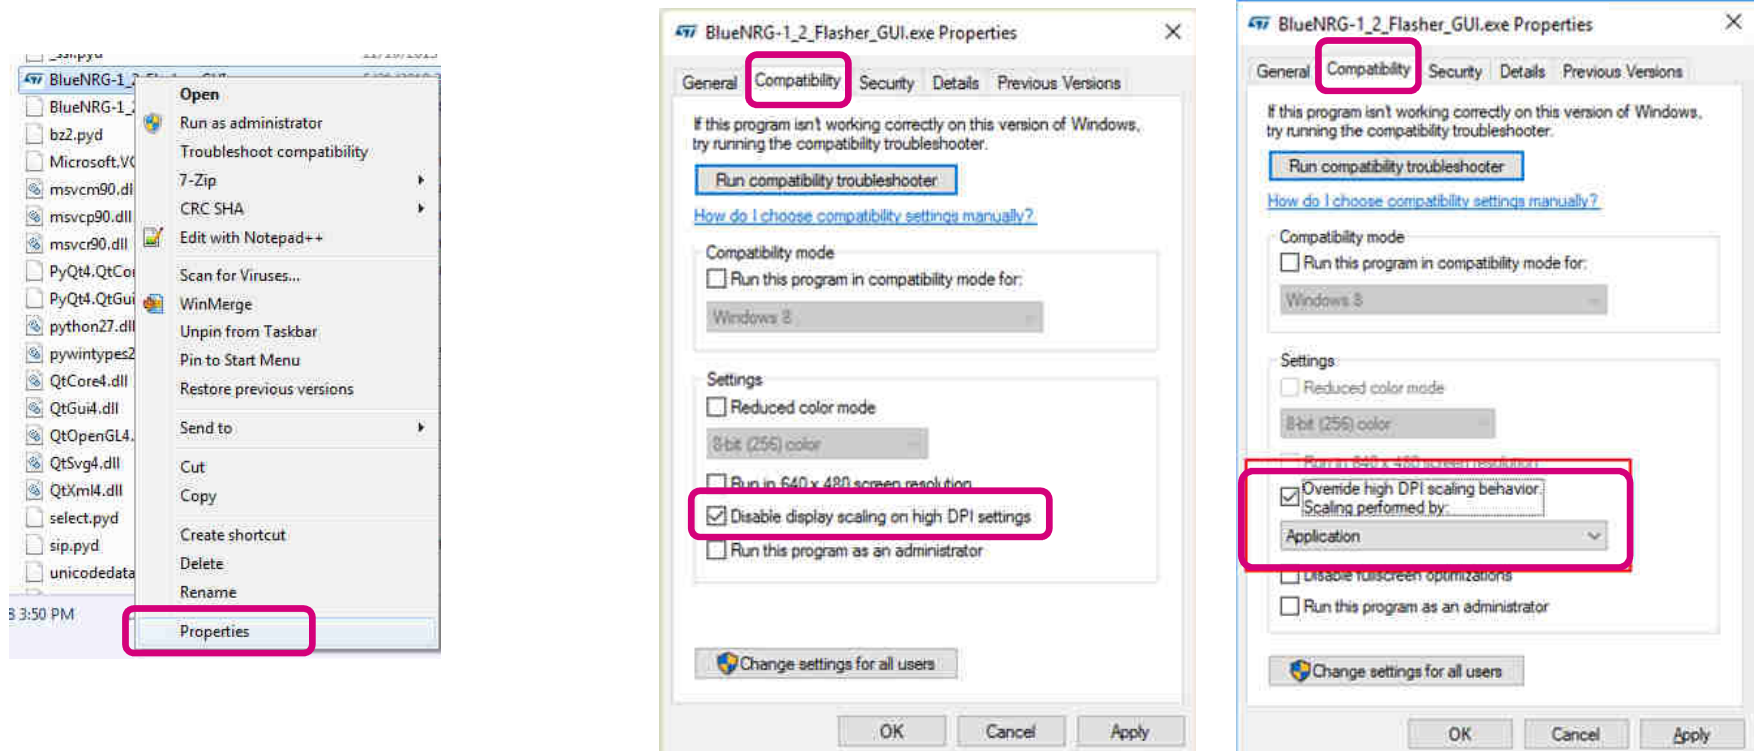 BlueNRG-1_2
BlueNRG-1_2
bz2.pyd
Microsoft.VC
msvcm90.dl
msvcp90.dll
msvcr90.dll
PyQt4.QtCo
PyQt4.QtGui
python27.dll
pywintypes2
QtCore4.dll
QtGui4.dll
QtOpenGL4.
QtSvg4.dll
QtXml4.dll
select.pyd
sip.pyd
unicodedata
8 3:50 PM
Open
Run as administrator
Troubleshoot compatibility
7-Zip
CRC SHA
Edit with Notepad++
Scan for Viruses...
WinMerge
Unpin from Taskbar
Pin to Start Menu
Restore previous versions
Send to
Cut
Copy
Create shortcut
Delete
Rename
Properties
BlueNRG-1_2_Flasher_GUI.exe Properties
General Compatibility Security Details Previous Versions
If this program isn't working correctly on this version of Windows,
try running the compatibility troubleshooter.
Run compatibility troubleshooter
How do I choose compatibility settings manually?
Compatibility mode
Run this program in compatibility mode for:
Windows 8
Settings
Reduced color mode
8-bit (256) color
Run in 640 x 480 screen resolution
Disable display scaling on high DPI settings
Run this program as an administrator
Change settings for all users
OK Cancel Apply
BlueNRG-1_2_Flasher_GUI.exe Properties
General Compatibility Security Details Previous Versions
If this program isn't working correctly on this version of Windows,
try running the compatibility troubleshooter.
Run compatibility troubleshooter
How do I choose compatibility settings manually?
Compatibility mode
Run this program in compatibility mode for:
Windows 8
Settings
Reduced color mode
8-bit (256) color
Run in 640 x 480 screen resolution
Override high DPI scaling behavior.
Scaling performed by:
Application
Disable fullscreen optimizations
Run this program as an administrator
Change settings for all users
OK Cancel Apply